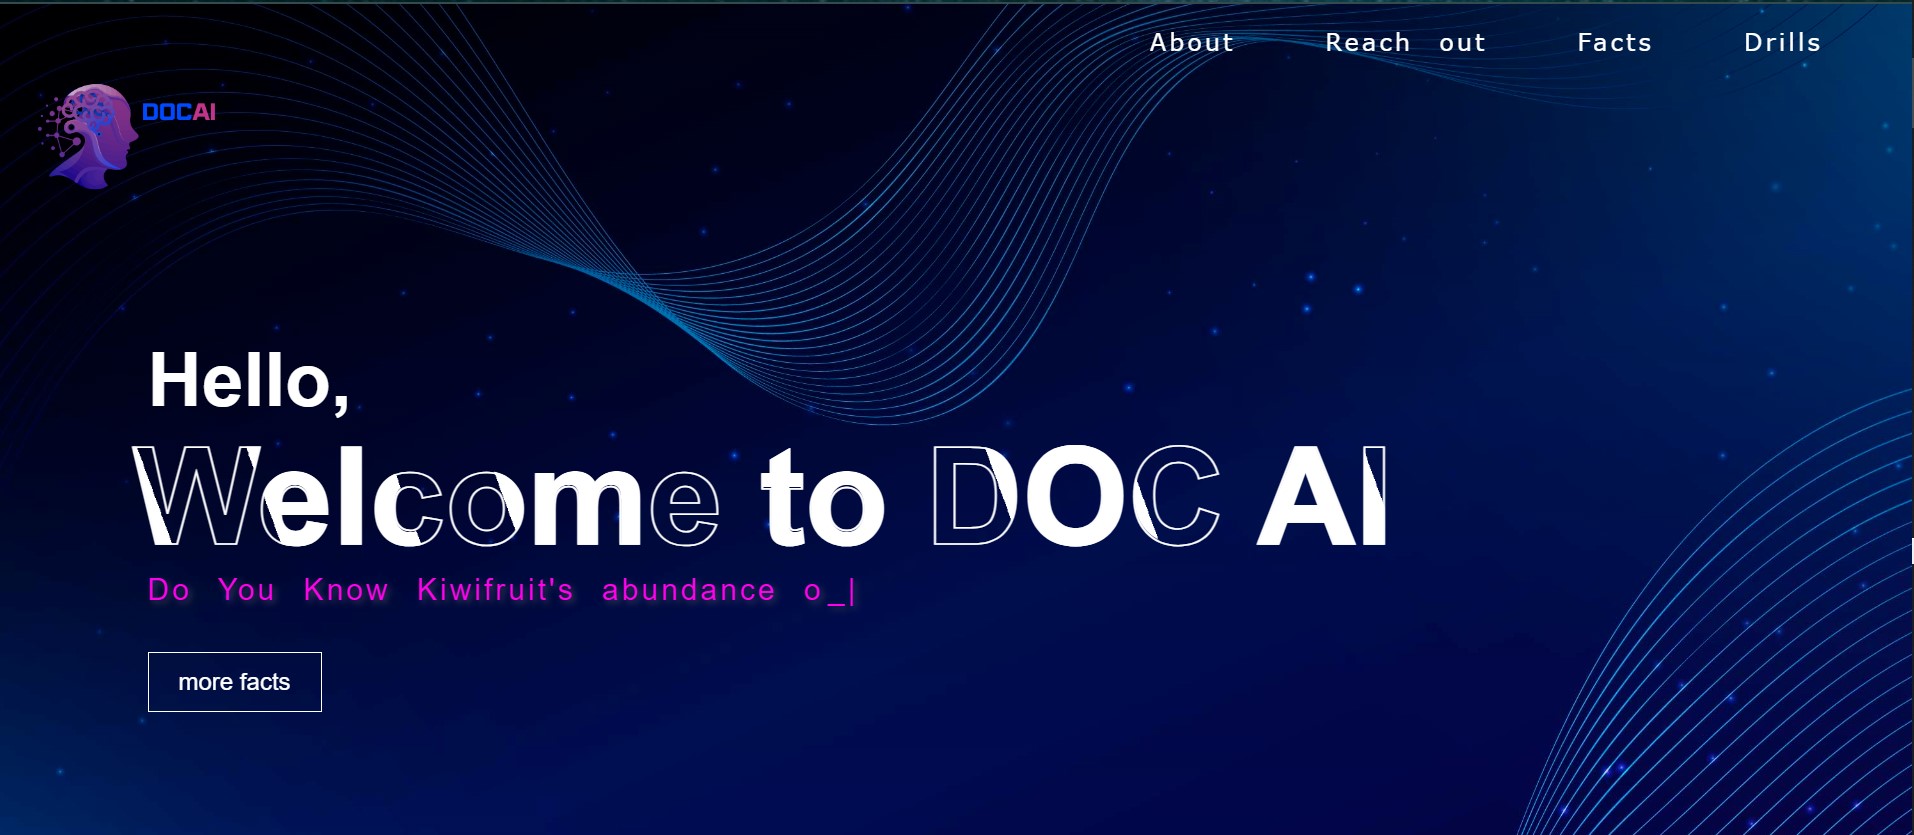 About Reach out Facts Drills
DOCAI
Hello,
Welcome to DOC AI
Do You Know Kiwifruit's abundance o_|
more facts